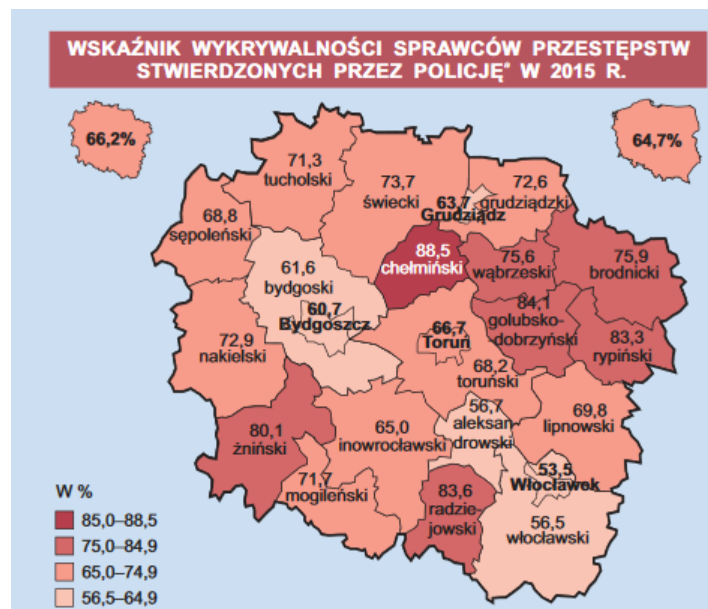 WSKAŹNIK WYKRYWALNOŚCI SPRAWCÓW PRZESTĘPSTW
STWIERDZONYCH PRZEZ POLICJĘ* W 2015 R.
66,2%
64,7%
71,3
tucholski
73,7
świecki
63,7
Grudziądz
72,6
grudziądzki
68,8
sępoleński
61,6
bydgoski
60,7
Bydgoszcz
88,5
chełmiński
75,6
wąbrzeski
75,9
brodnicki
84,1
golubsko-
dobrzyński
83,3
rypiński
72,9
nakielski
66,7
Toruń
68,2
toruński
56,7
aleksan-
drowski
69,8
lipnowski
80,1
żniński
65,0
inowrocławski
71,7
mogileński
83,6
radzie-
jowski
53,5
Włocławek
56,5
włocławski
W %
85,0–88,5
75,0–84,9
65,0–74,9
56,5–64,9